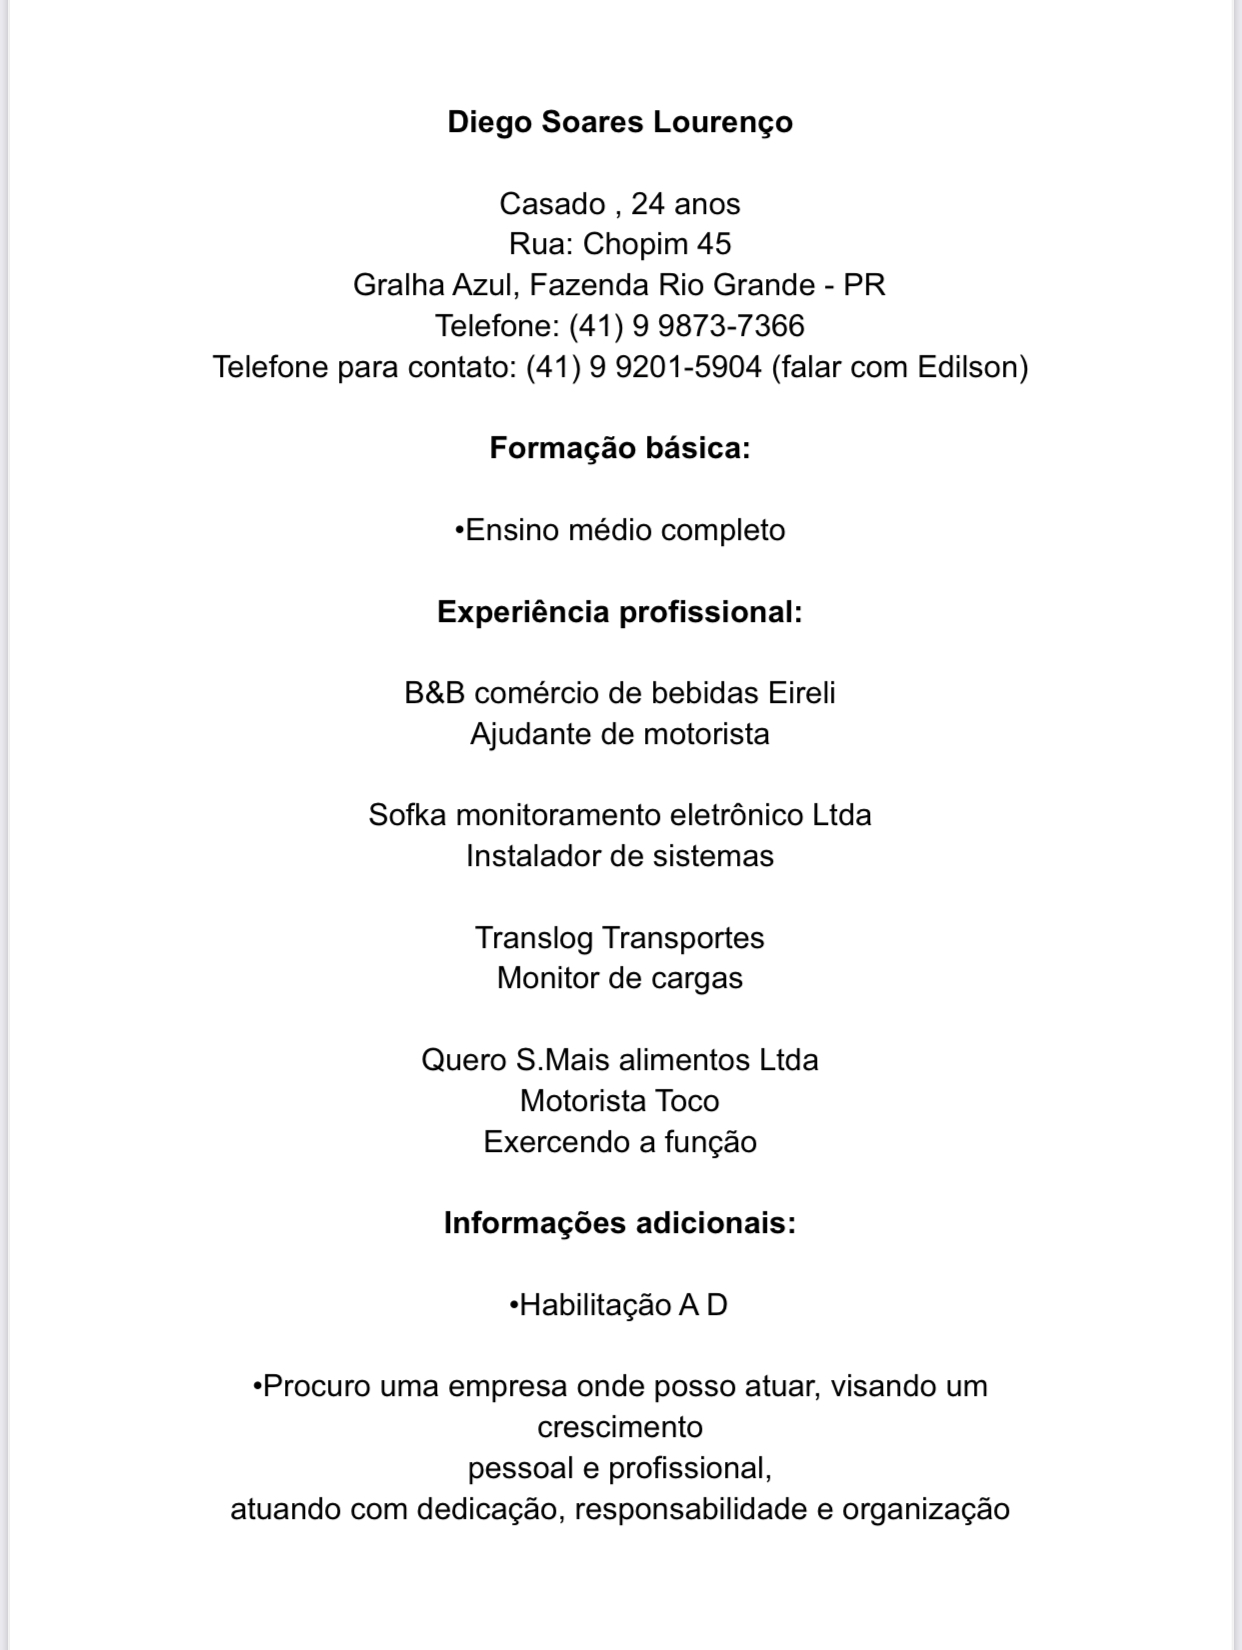 Diego Soares Lourenço
Casado , 24 anos
Rua: Chopim 45
Gralha Azul, Fazenda Rio Grande - PR
Telefone: (41) 9 9873-7366
Telefone para contato: (41) 9 9201-5904 (falar com Edilson)
Formação básica:
•Ensino médio completo
Experiência profissional:
B&B comércio de bebidas Eireli
Ajudante de motorista
Sofka monitoramento eletrônico Ltda
Instalador de sistemas
Translog Transportes
Monitor de cargas
Quero S.Mais alimentos Ltda
Motorista Toco
Exercendo a função
Informações adicionais:
•Habilitação A D
•Procuro uma empresa onde posso atuar, visando um
crescimento
pessoal e profissional,
atuando com dedicação, responsabilidade e organização